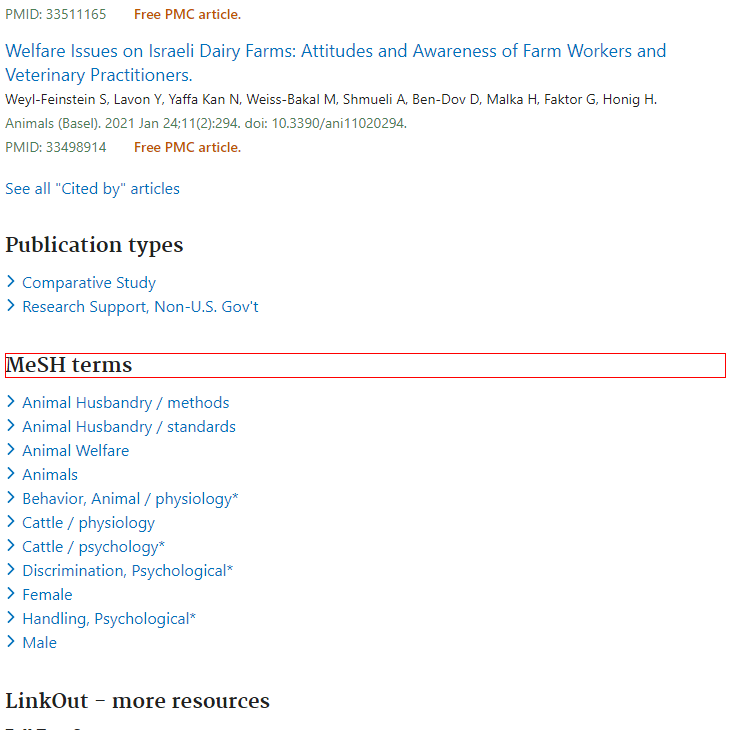 PMID: 33511165 Free PMC article.
Welfare Issues on Israeli Dairy Farms: Attitudes and Awareness of Farm Workers and
Veterinary Practitioners.
Weyl-Feinstein S, Lavon Y, Yaffa Kan N, Weiss-Bakal M, Shmueli A, Ben-Dov D, Malka H, Faktor G, Honig H.
Animals (Basel). 2021 Jan 24;11(2):294. doi: 10.3390/ani11020294.
PMID: 33498914 Free PMC article.
See all "Cited by" articles
Publication types
Comparative Study
Research Support, Non-U.S. Gov't
MeSH terms
Animal Husbandry / methods
Animal Husbandry / standards
Animal Welfare
Animals
Behavior, Animal / physiology*
Cattle / physiology
Cattle / psychology*
Discrimination, Psychological*
Female
Handling, Psychological*
Male
LinkOut - more resources